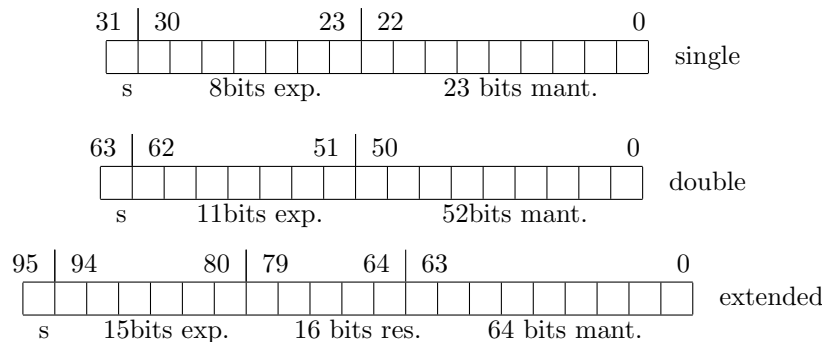 31 30 23 22 0
single
s 8bits exp. 23 bits mant.
63 62 51 50 0
double
s 11bits exp. 52bits mant.
95 94 80 79 64 63 0
extended
s 15bits exp. 16 bits res. 64 bits mant.